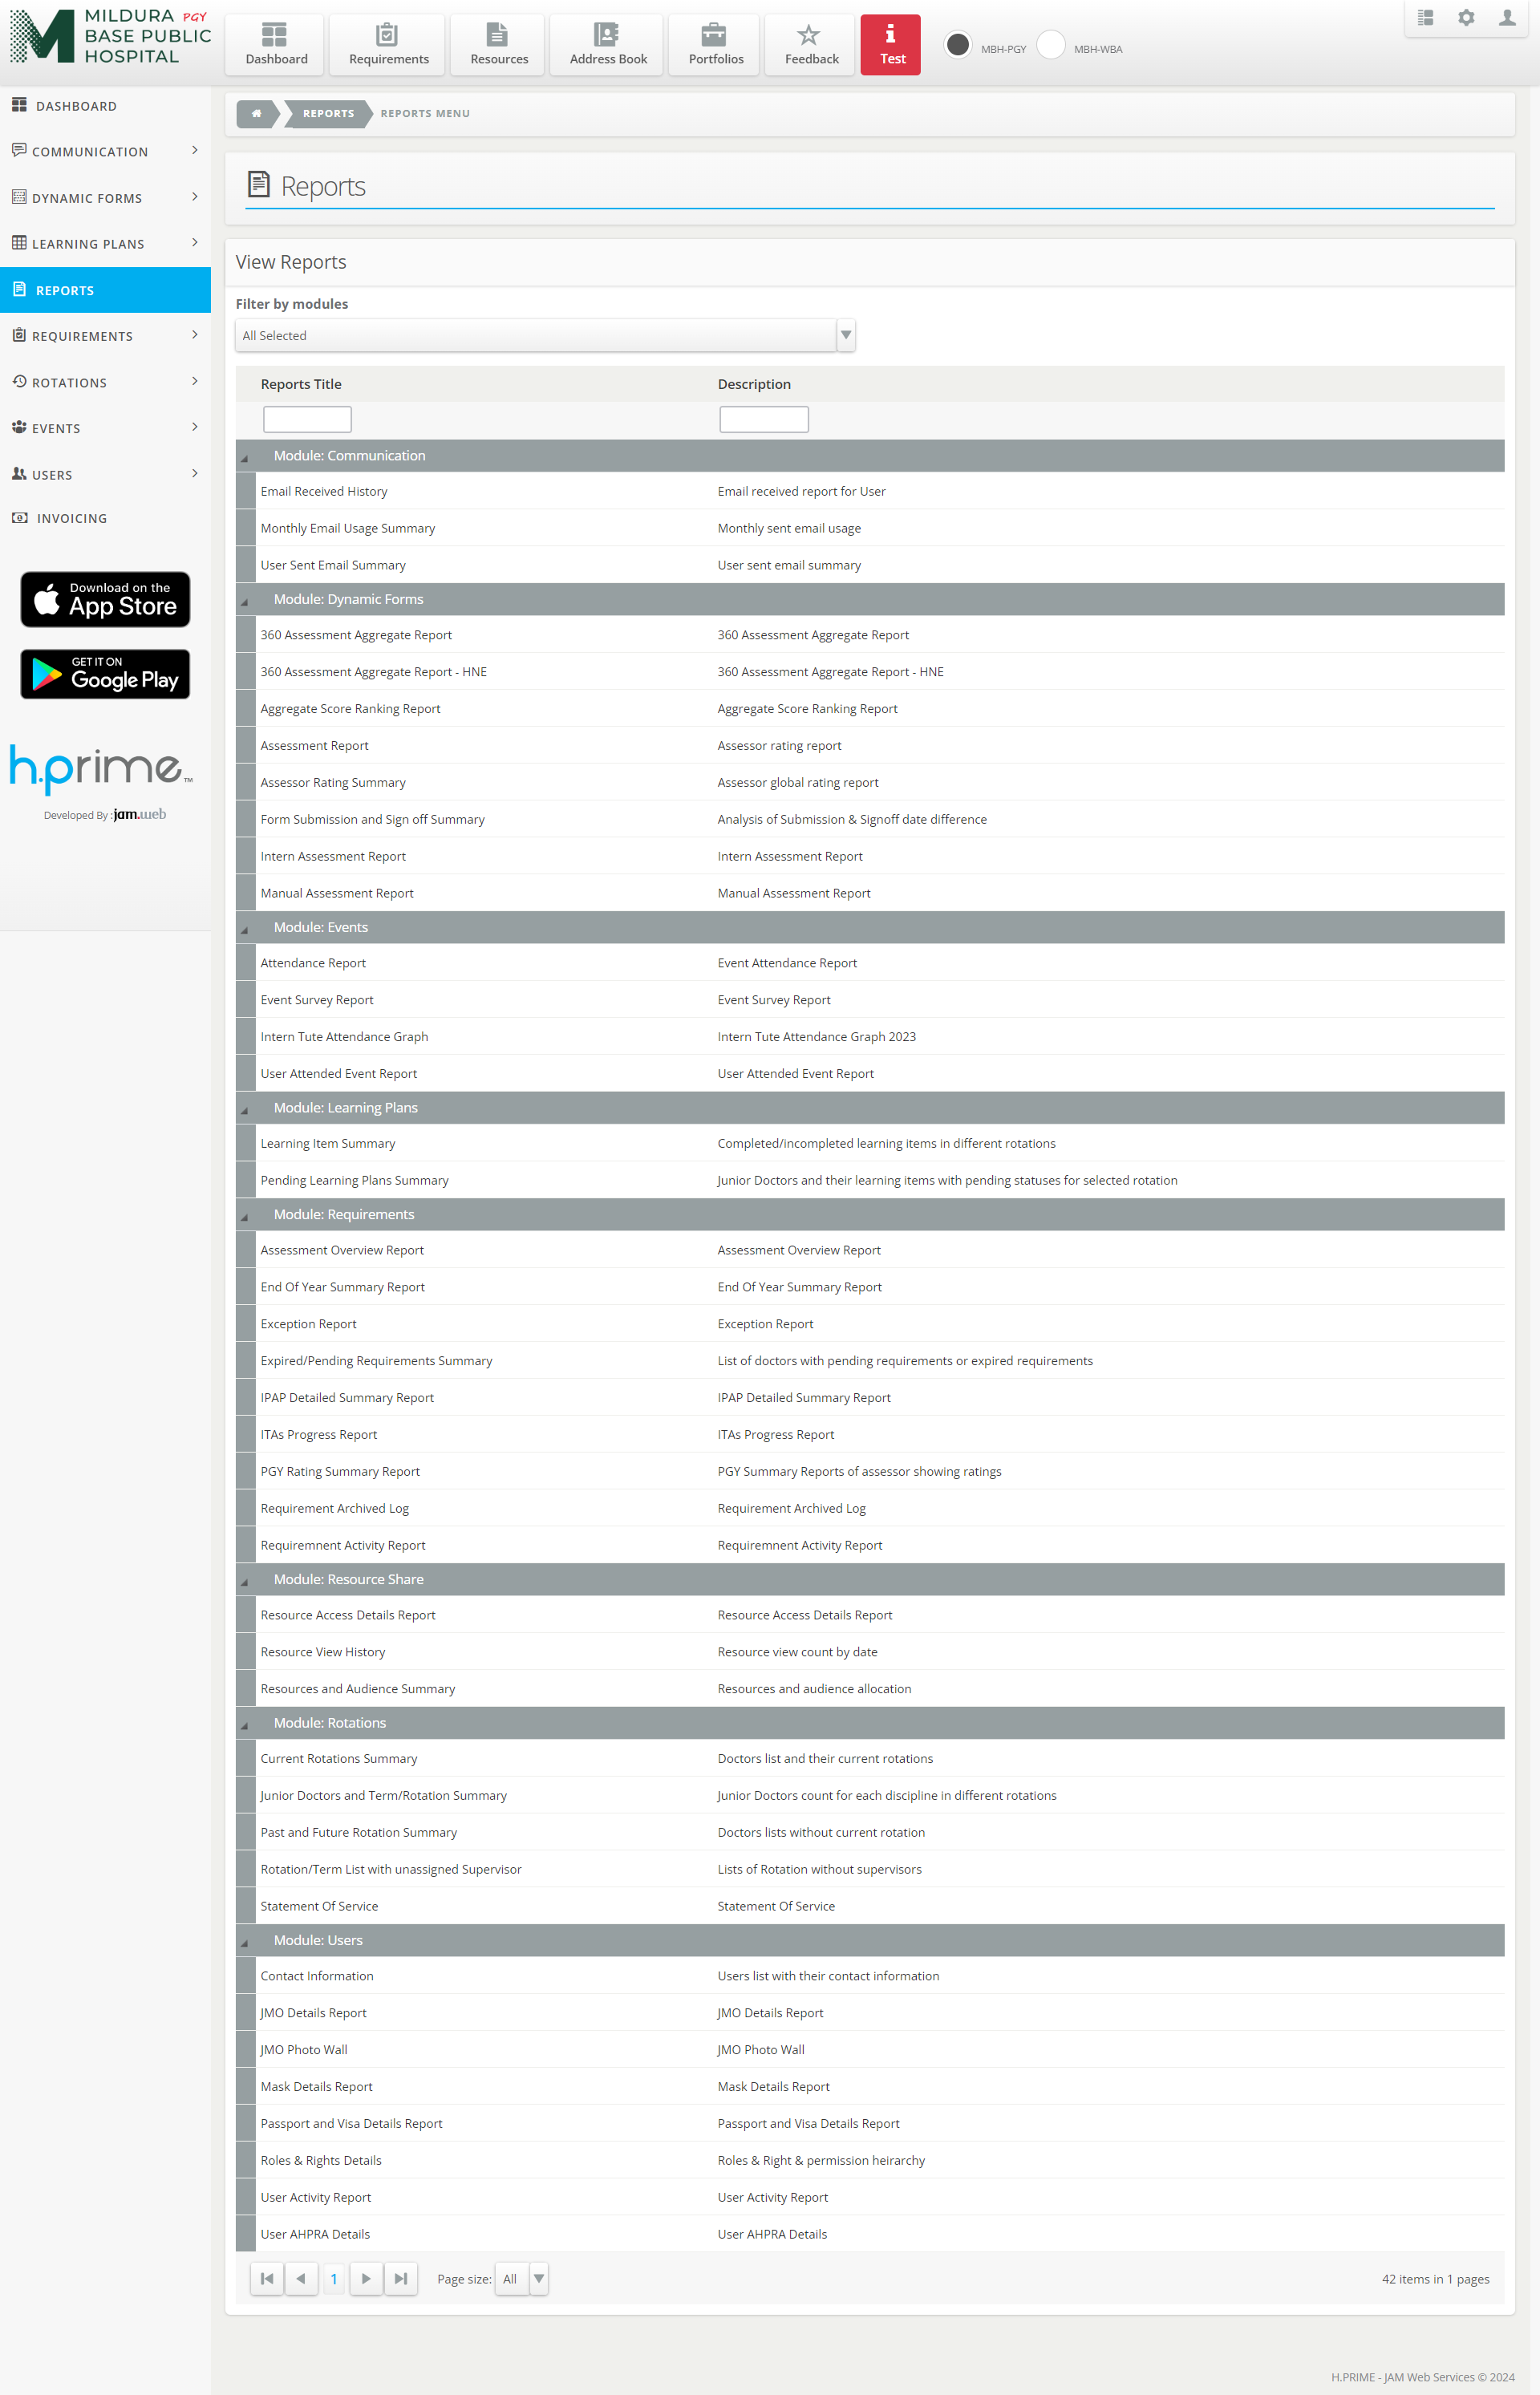 MILDURA PGY
BASE PUBLIC
HOSPITAL
Dashboard
Requirements
Resources
Address Book
Portfolios
Feedback
Test
MBH-PGY
MBH-WBA
DASHBOARD
COMMUNICATION
DYNAMIC FORMS
LEARNING PLANS
REPORTS
REQUIREMENTS
ROTATIONS
EVENTS
USERS
INVOICING
Download on the
App Store
GET IT ON
Google Play
h.prime TM
Developed By : jam.web
REPORTS REPORTS MENU
Reports
View Reports
Filter by modules
All Selected
Reports Title Description
Module: Communication
Email Received History Email received report for User
Monthly Email Usage Summary Monthly sent email usage
User Sent Email Summary User sent email summary
Module: Dynamic Forms
360 Assessment Aggregate Report 360 Assessment Aggregate Report
360 Assessment Aggregate Report - HNE 360 Assessment Aggregate Report - HNE
Aggregate Score Ranking Report Aggregate Score Ranking Report
Assessment Report Assessor rating report
Assessor Rating Summary Assessor global rating report
Form Submission and Sign off Summary Analysis of Submission & Signoff date difference
Intern Assessment Report Intern Assessment Report
Manual Assessment Report Manual Assessment Report
Module: Events
Attendance Report Event Attendance Report
Event Survey Report Event Survey Report
Intern Tute Attendance Graph Intern Tute Attendance Graph 2023
User Attended Event Report User Attended Event Report
Module: Learning Plans
Learning Item Summary Completed/incompleted learning items in different rotations
Pending Learning Plans Summary Junior Doctors and their learning items with pending statuses for selected rotation
Module: Requirements
Assessment Overview Report Assessment Overview Report
End Of Year Summary Report End Of Year Summary Report
Exception Report Exception Report
Expired/Pending Requirements Summary List of doctors with pending requirements or expired requirements
IPAP Detailed Summary Report IPAP Detailed Summary Report
ITAs Progress Report ITAs Progress Report
PGY Rating Summary Report PGY Summary Reports of assessor showing ratings
Requirement Archived Log Requirement Archived Log
Requiremnent Activity Report Requiremnent Activity Report
Module: Resource Share
Resource Access Details Report Resource Access Details Report
Resource View History Resource view count by date
Resources and Audience Summary Resources and audience allocation
Module: Rotations
Current Rotations Summary Doctors list and their current rotations
Junior Doctors and Term/Rotation Summary Junior Doctors count for each discipline in different rotations
Past and Future Rotation Summary Doctors lists without current rotation
Rotation/Term List with unassigned Supervisor Lists of Rotation without supervisors
Statement Of Service Statement Of Service
Module: Users
Contact Information Users list with their contact information
JMO Details Report JMO Details Report
JMO Photo Wall JMO Photo Wall
Mask Details Report Mask Details Report
Passport and Visa Details Report Passport and Visa Details Report
Roles & Rights Details Roles & Right & permission heirarchy
User Activity Report User Activity Report
User AHPRA Details User AHPRA Details
1 Page size: All 42 items in 1 pages
H.PRIME - JAM Web Services © 2024